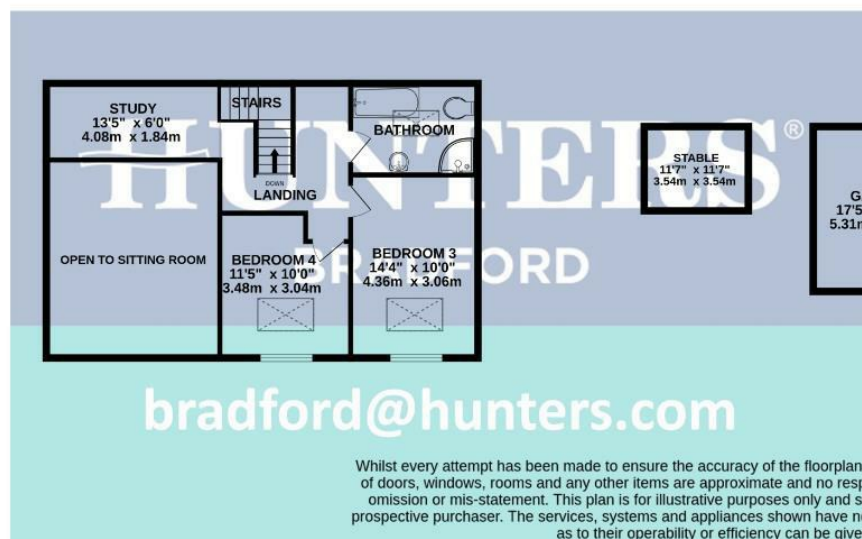 HUNTERS®
BRADFORD
STUDY
13'5" x 6'0"
4.08m x 1.84m
STAIRS
BATHROOM
DOWN
LANDING
OPEN TO SITTING ROOM
BEDROOM 4
11'5" x 10'0"
3.48m x 3.04m
BEDROOM 3
14'4" x 10'0"
4.36m x 3.06m
STABLE
11'7" x 11'7"
3.54m x 3.54m
G
17'5
5.31m
bradford@hunters.com
Whilst every attempt has been made to ensure the accuracy of the floorplan
of doors, windows, rooms and any other items are approximate and no resp
omission or mis-statement. This plan is for illustrative purposes only and s
prospective purchaser. The services, systems and appliances shown have n
as to their operability or efficiency can be give